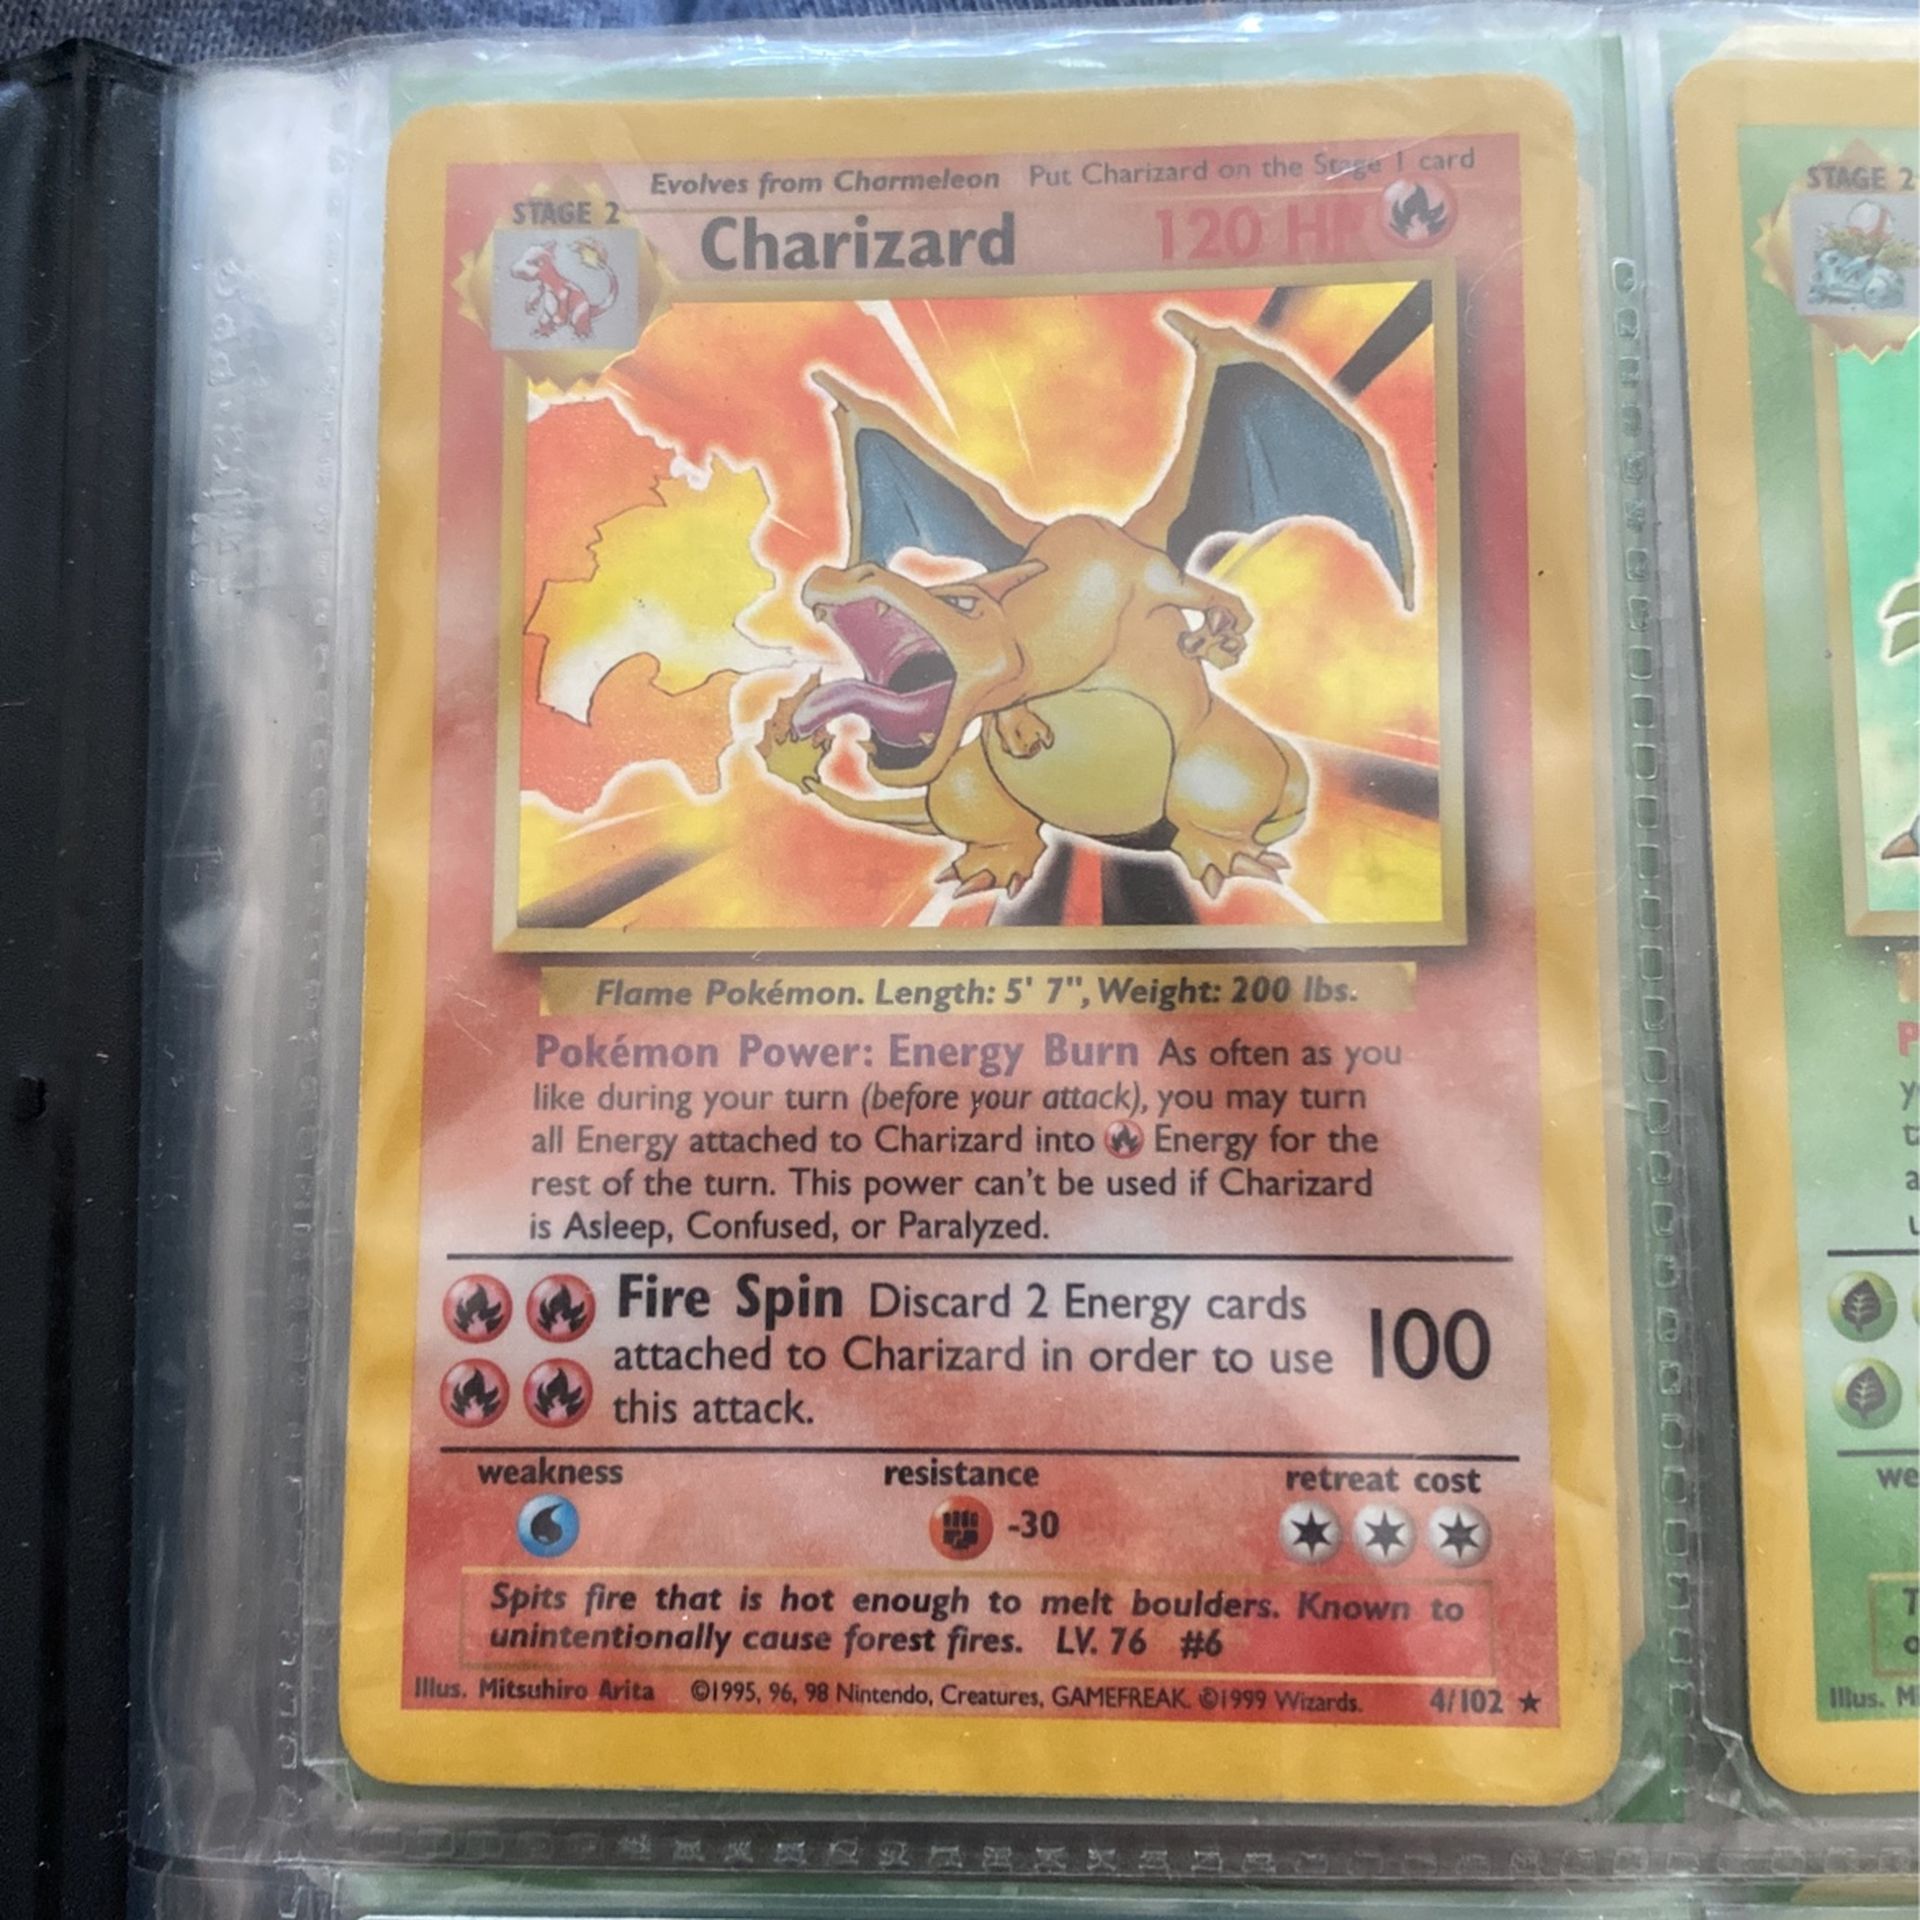 Evolves from Charmeleon Put Charizard on the Stage 1 card
STAGE 2
Charizard 120 HP
Flame Pokémon. Length: 5' 7", Weight: 200 lbs.
Pokémon Power: Energy Burn As often as you
like during your turn (before your attack), you may turn
all Energy attached to Charizard into Energy for the
rest of the turn. This power can't be used if Charizard
is Asleep, Confused, or Paralyzed.
Fire Spin Discard 2 Energy cards
attached to Charizard in order to use
this attack.
100
weakness resistance retreat cost
-30
Spits fire that is hot enough to melt boulders. Known to
unintentionally cause forest fires. LV. 76 #6
Illus. Mitsuhiro Arita ©1995, 96, 98 Nintendo, Creatures, GAMEFREAK. ©1999 Wizards. 4/102 ★
STAGE 2
Illus.